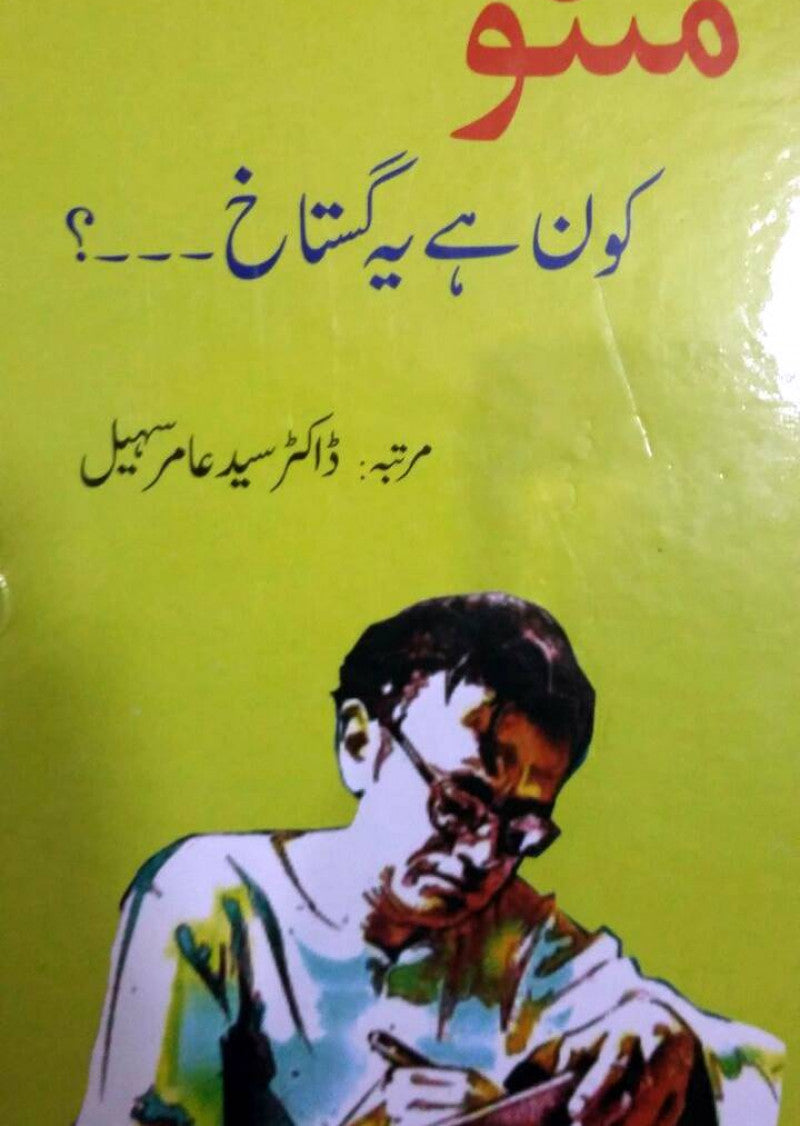 منٹو
کون ہے یہ گستاخ ۔۔۔؟
مرتبہ: ڈاکٹر سید عامر سہیل